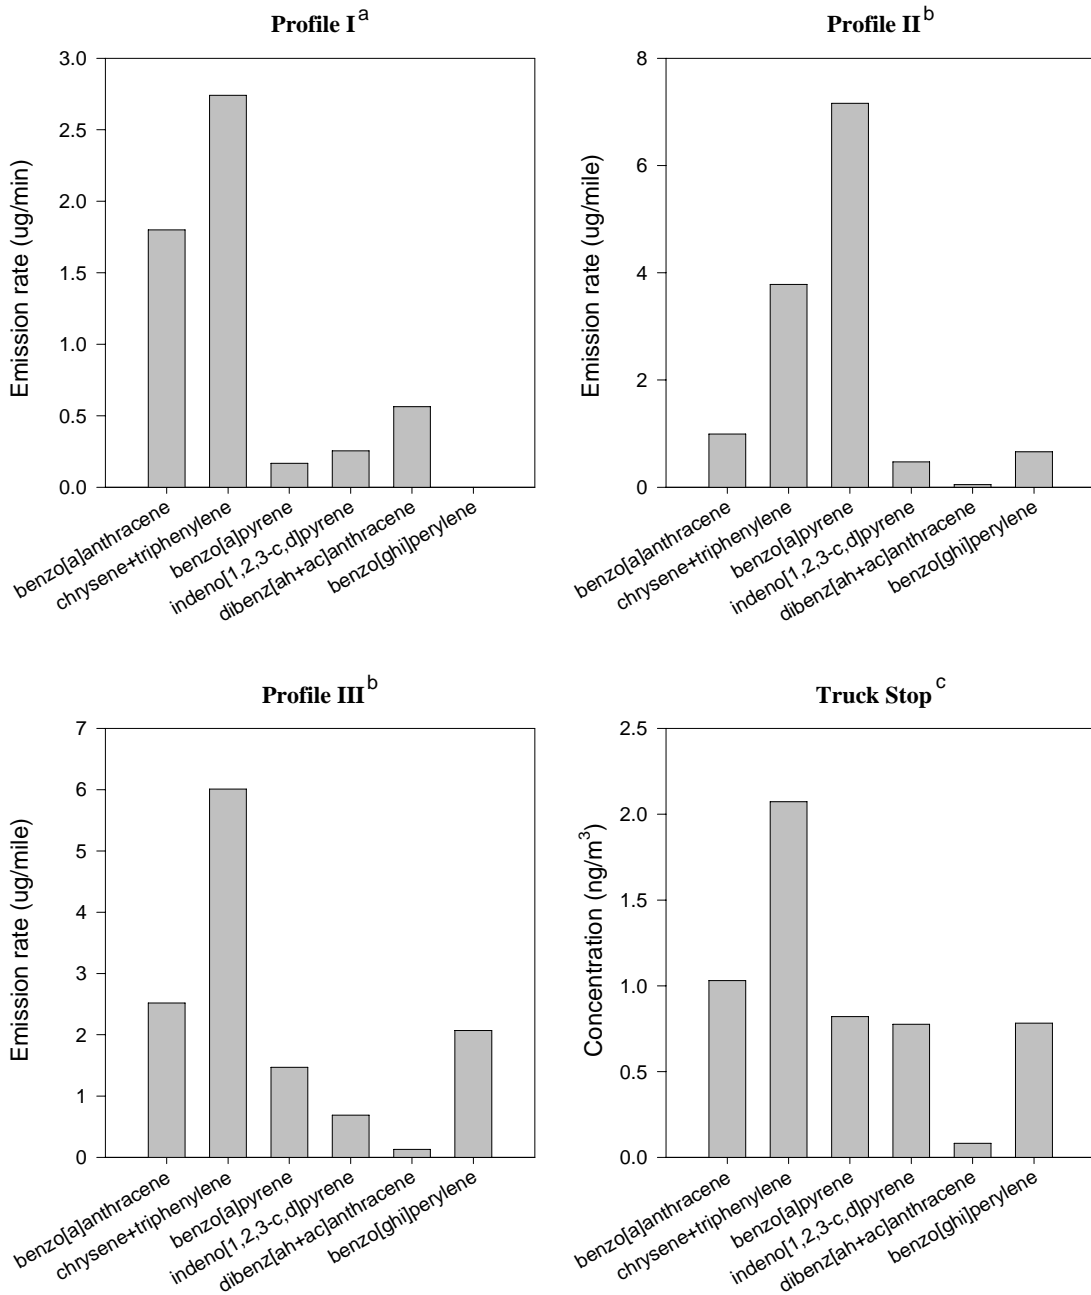 Profile I a
Emission rate (ug/min)
3.0
2.5
2.0
1.5
1.0
0.5
0.0
benzo[a]anthracene
chrysene+triphenylene
benzo[a]pyrene
indeno[1,2,3-c,d]pyrene
dibenz[ah+ac]anthracene
benzo[ghi]perylene
Profile II b
Emission rate (ug/mile)
8
6
4
2
0
benzo[a]anthracene
chrysene+triphenylene
benzo[a]pyrene
indeno[1,2,3-c,d]pyrene
dibenz[ah+ac]anthracene
benzo[ghi]perylene
Profile III b
Emission rate (ug/mile)
7
6
5
4
3
2
1
0
benzo[a]anthracene
chrysene+triphenylene
benzo[a]pyrene
indeno[1,2,3-c,d]pyrene
dibenz[ah+ac]anthracene
benzo[ghi]perylene
Truck Stop c
Concentration (ng/m³)
2.5
2.0
1.5
1.0
0.5
0.0
benzo[a]anthracene
chrysene+triphenylene
benzo[a]pyrene
indeno[1,2,3-c,d]pyrene
dibenz[ah+ac]anthracene
benzo[ghi]perylene